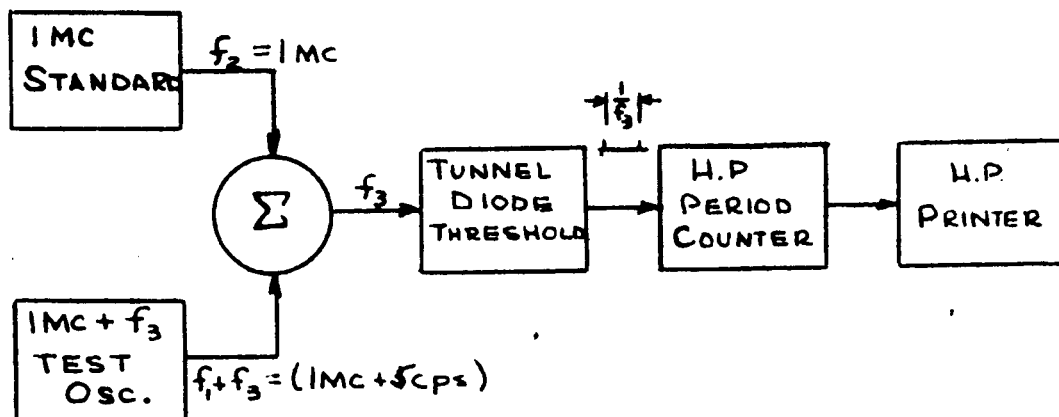 1 MC
STANDARD
f₂ = 1 MC
Σ
f₃
TUNNEL
DIODE
THRESHOLD
1/f₃
H.P
PERIOD
COUNTER
H.P.
PRINTER
1MC + f₃
TEST
OSC.
f₁+f₃ = (1MC + 5cps)